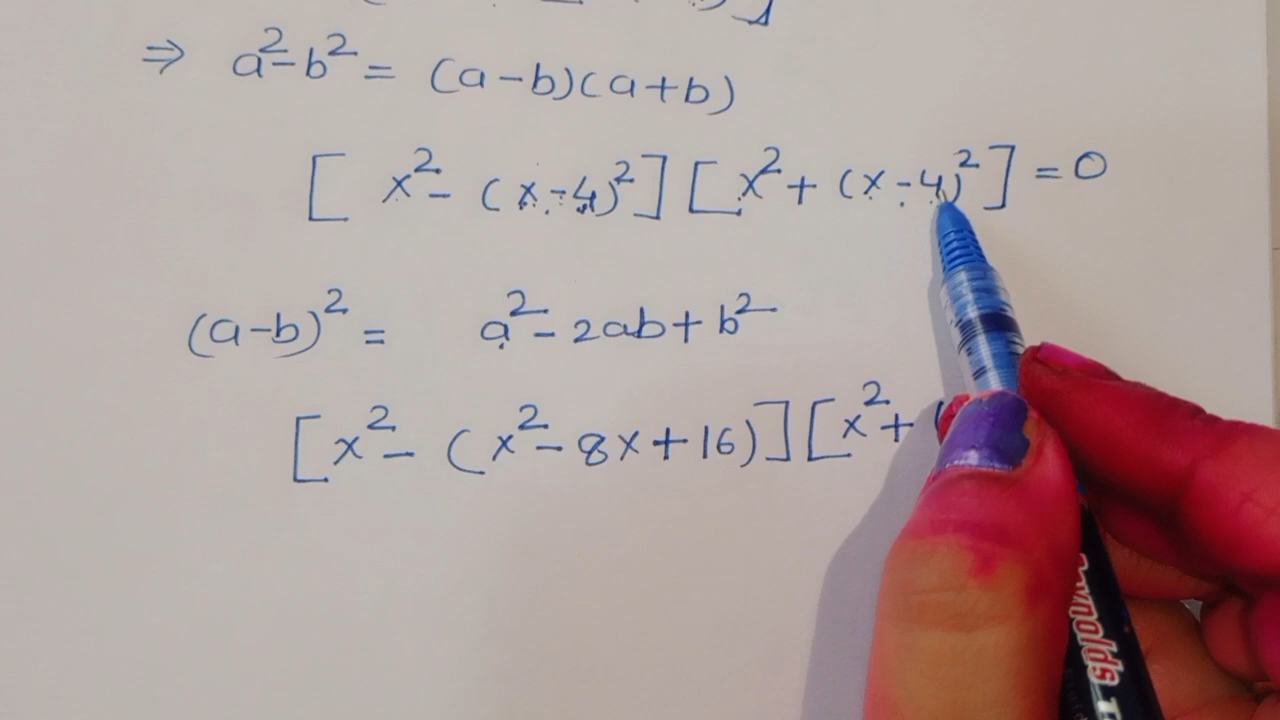 ⇒ a²-b² = (a-b)(a+b)
[x²-(x-4)²][x²+(x-4)²]=0
(a-b)² = a²-2ab+b²
[x²-(x²-8x+16)][x²+(